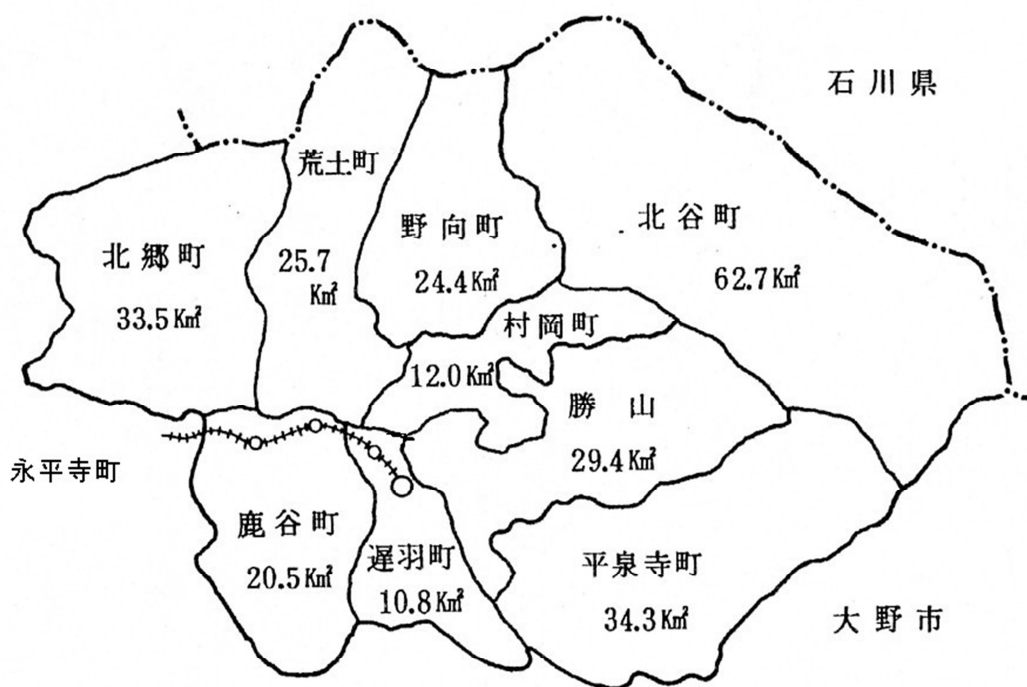 石川県
荒土町
25.7
K㎡
野向町
24.4K㎡
北谷町
62.7K㎡
北郷町
33.5K㎡
村岡町
12.0K㎡
勝山
29.4K㎡
永平寺町
鹿谷町
20.5K㎡
遅羽町
10.8K㎡
平泉寺町
34.3K㎡
大野市